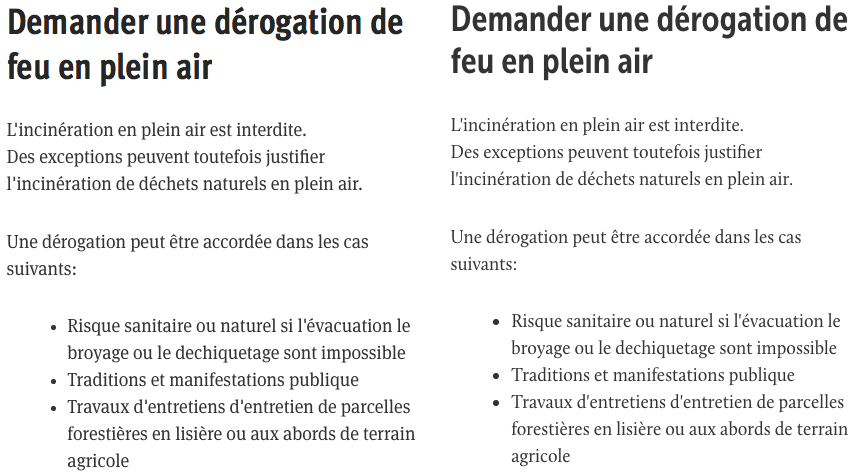 Demander une dérogation de
feu en plein air
L'incinération en plein air est interdite.
Des exceptions peuvent toutefois justifier
l'incinération de déchets naturels en plein air.
Une dérogation peut être accordée dans les cas
suivants:
• Risque sanitaire ou naturel si l'évacuation le
broyage ou le dechiquetage sont impossible
• Traditions et manifestations publique
• Travaux d'entretiens d'entretien de parcelles
forestières en lisière ou aux abords de terrain
agricole
Demander une dérogation de
feu en plein air
L'incinération en plein air est interdite.
Des exceptions peuvent toutefois justifier
l'incinération de déchets naturels en plein air.
Une dérogation peut être accordée dans les cas
suivants:
• Risque sanitaire ou naturel si l'évacuation le
broyage ou le dechiquetage sont impossible
• Traditions et manifestations publique
• Travaux d'entretiens d'entretien de parcelles
forestières en lisière ou aux abords de terrain
agricole